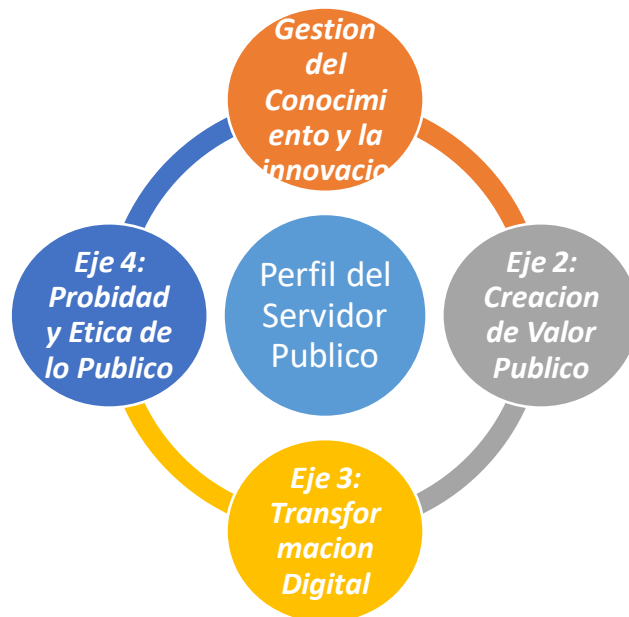 Gestion
del
Conocimi
ento y la
innovacio
Eje 4:
Probidad
y Etica de
lo Publico
Perfil del
Servidor
Publico
Eje 2:
Creacion
de Valor
Publico
Eje 3:
Transfor
macion
Digital